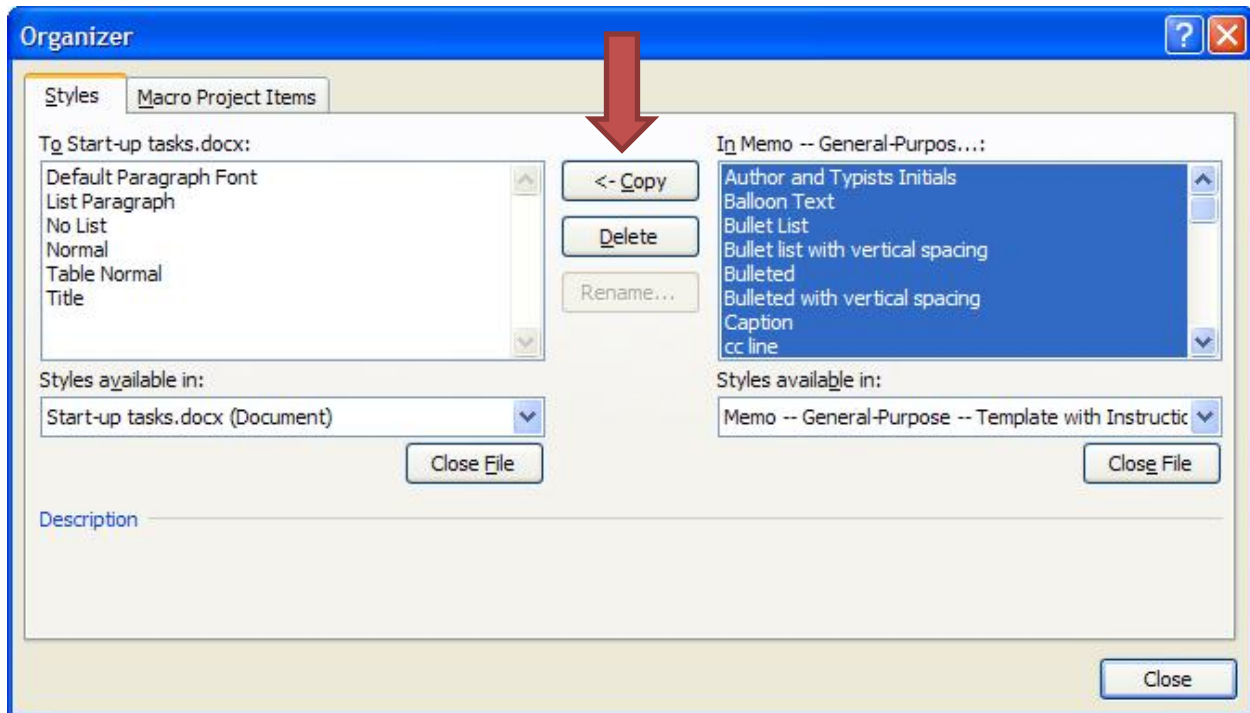 Organizer
Styles
Macro Project Items
To Start-up tasks.docx:
Default Paragraph Font
List Paragraph
No List
Normal
Table Normal
Title
<- Copy
Delete
Rename...
In Memo -- General-Purpos...:
Author and Typists Initials
Balloon Text
Bullet List
Bullet list with vertical spacing
Bulleted
Bulleted with vertical spacing
Caption
cc line
Styles available in:
Start-up tasks.docx (Document)
Close File
Styles available in:
Memo -- General-Purpose -- Template with Instructic
Close File
Description
Close